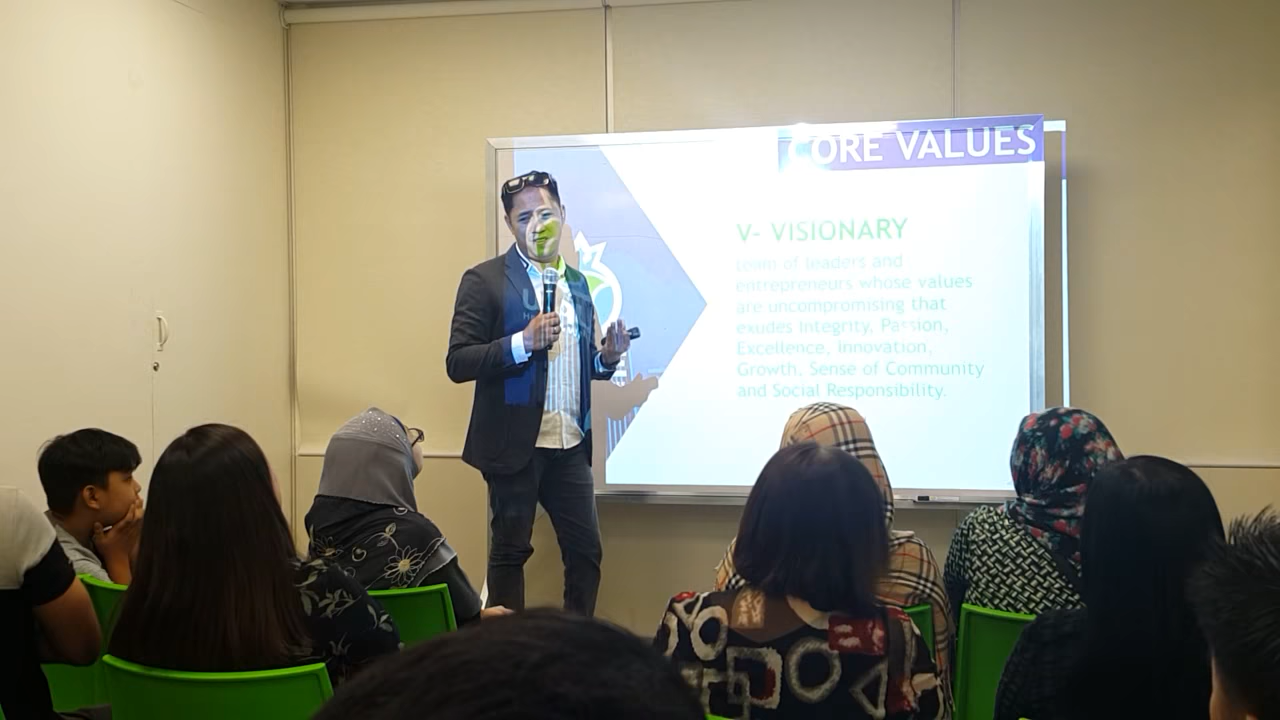 CORE VALUES
V- VISIONARY
team of leaders and
entrepreneurs whose values
are uncompromising that
exudes Integrity, Passion,
Excellence, Innovation,
Growth, Sense of Community
and Social Responsibility.